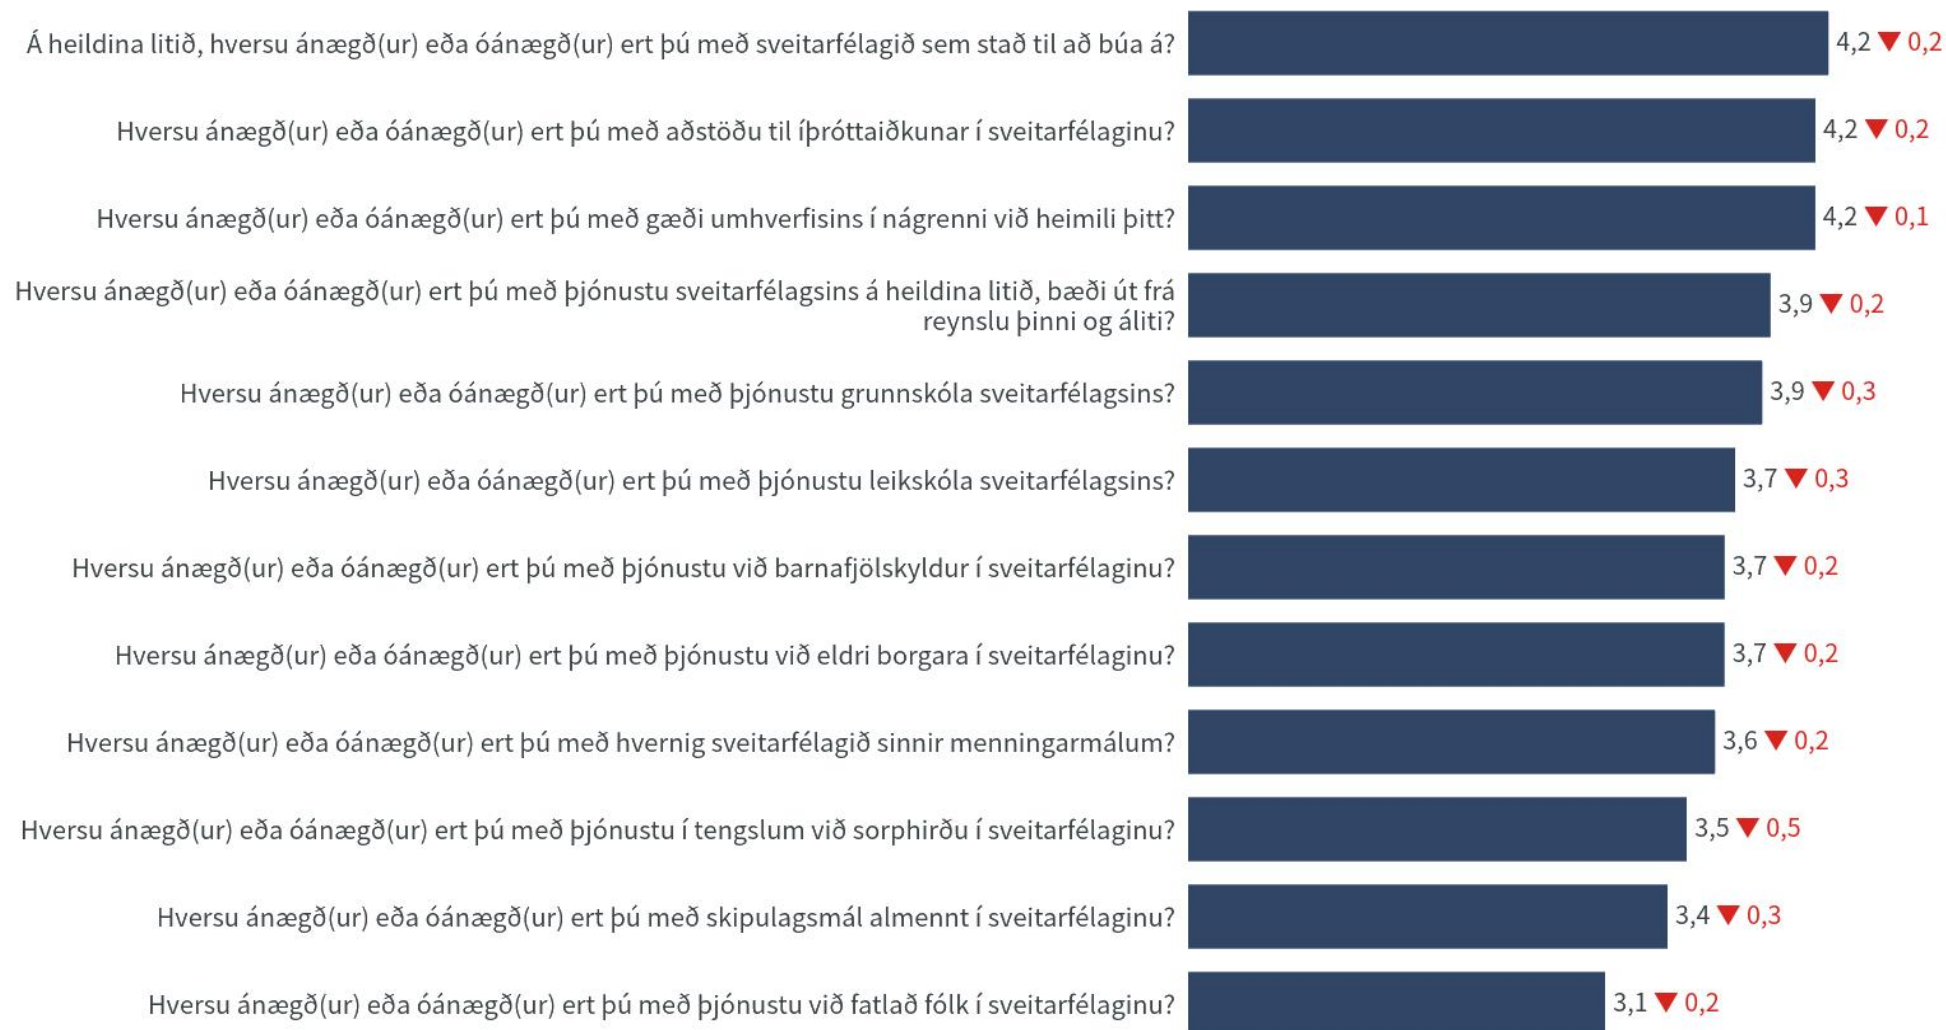 Á heildina litið, hversu ánægð(ur) eða óánægð(ur) ert þú með sveitarfélagið sem stað til að búa á? 4,2 ▼ 0,2
Hversu ánægð(ur) eða óánægð(ur) ert þú með aðstöðu til íþróttaiðkunar í sveitarfélaginu? 4,2 ▼ 0,2
Hversu ánægð(ur) eða óánægð(ur) ert þú með gæði umhverfisins í nágrenni við heimili þitt? 4,2 ▼ 0,1
Hversu ánægð(ur) eða óánægð(ur) ert þú með þjónustu sveitarfélagsins á heildina litið, bæði út frá
reynslu þinni og áliti? 3,9 ▼ 0,2
Hversu ánægð(ur) eða óánægð(ur) ert þú með þjónustu grunnskóla sveitarfélagsins? 3,9 ▼ 0,3
Hversu ánægð(ur) eða óánægð(ur) ert þú með þjónustu leikskóla sveitarfélagsins? 3,7 ▼ 0,3
Hversu ánægð(ur) eða óánægð(ur) ert þú með þjónustu við barnafjölskyldur í sveitarfélaginu? 3,7 ▼ 0,2
Hversu ánægð(ur) eða óánægð(ur) ert þú með þjónustu við eldri borgara í sveitarfélaginu? 3,7 ▼ 0,2
Hversu ánægð(ur) eða óánægð(ur) ert þú með hvernig sveitarfélagið sinnir menningarmálum? 3,6 ▼ 0,2
Hversu ánægð(ur) eða óánægð(ur) ert þú með þjónustu í tengslum við sorphirðu í sveitarfélaginu? 3,5 ▼ 0,5
Hversu ánægð(ur) eða óánægð(ur) ert þú með skipulagsmál almennt í sveitarfélaginu? 3,4 ▼ 0,3
Hversu ánægð(ur) eða óánægð(ur) ert þú með þjónustu við fatlað fólk í sveitarfélaginu? 3,1 ▼ 0,2